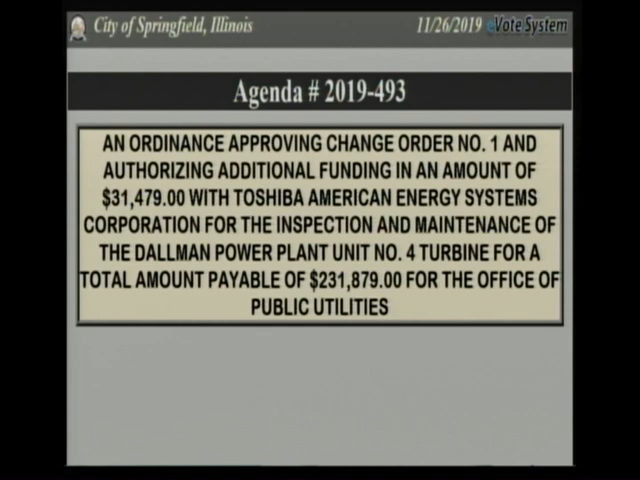 City of Springfield, Illinois 11/26/2019 eVote System
Agenda # 2019-493
AN ORDINANCE APPROVING CHANGE ORDER NO. 1 AND
AUTHORIZING ADDITIONAL FUNDING IN AN AMOUNT OF
$31,479.00 WITH TOSHIBA AMERICAN ENERGY SYSTEMS
CORPORATION FOR THE INSPECTION AND MAINTENANCE OF
THE DALLMAN POWER PLANT UNIT NO. 4 TURBINE FOR A
TOTAL AMOUNT PAYABLE OF $231,879.00 FOR THE OFFICE OF
PUBLIC UTILITIES